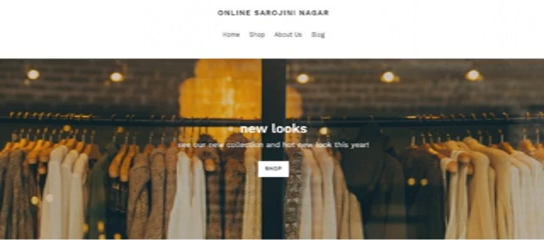 ONLINE SAROJINI NAGAR
Home Shop About Us Blog
new looks
see our new collection and hot new look this year!
SHOP